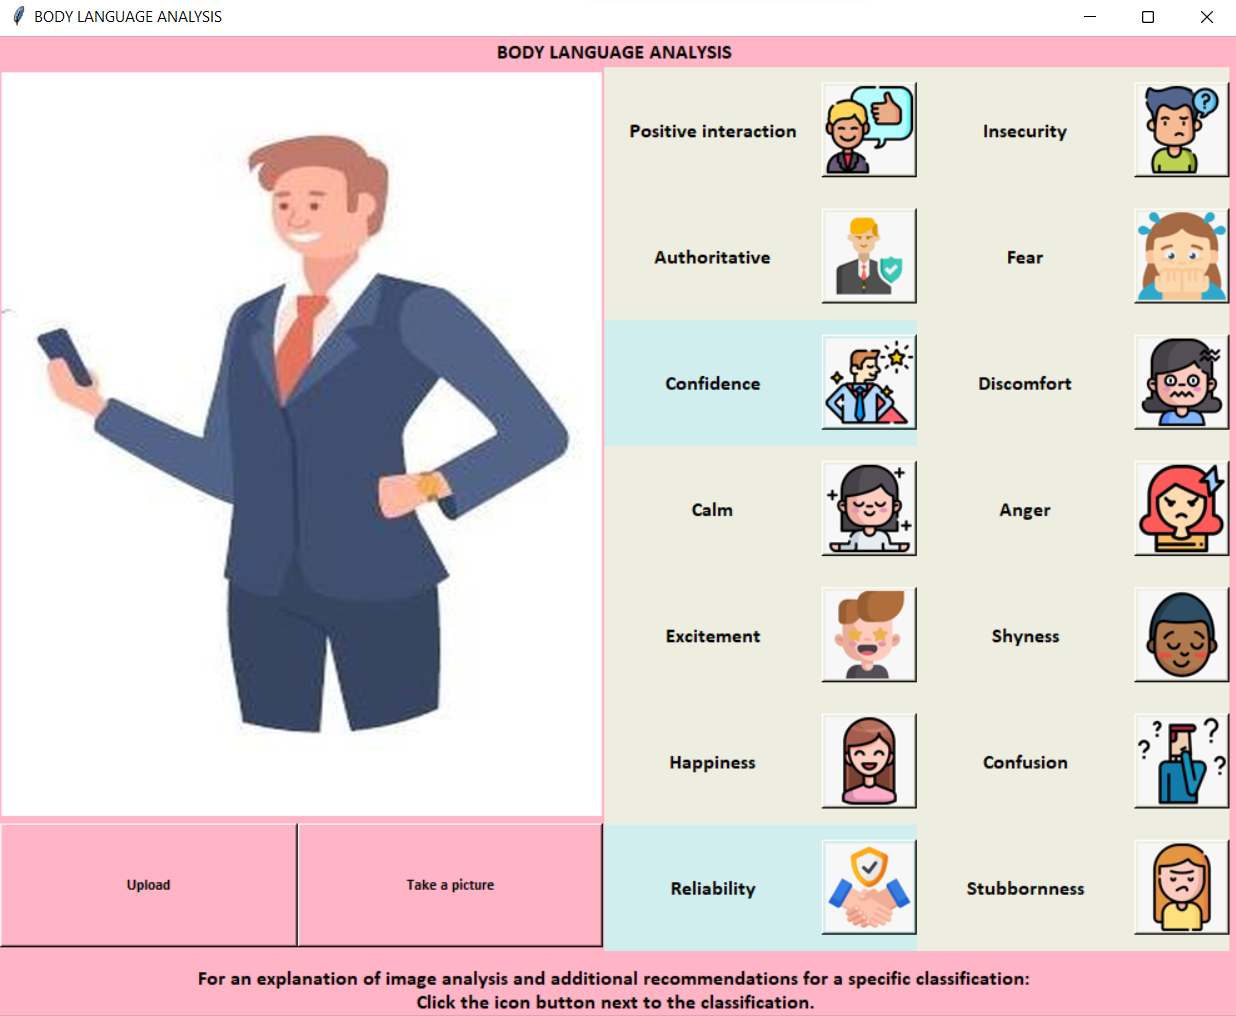 BODY LANGUAGE ANALYSIS
BODY LANGUAGE ANALYSIS
Positive interaction
Insecurity
Authoritative
Fear
Confidence
Discomfort
Calm
Anger
Excitement
Shyness
Happiness
Confusion
Reliability
Stubbornness
Upload
Take a picture
For an explanation of image analysis and additional recommendations for a specific classification:
Click the icon button next to the classification.